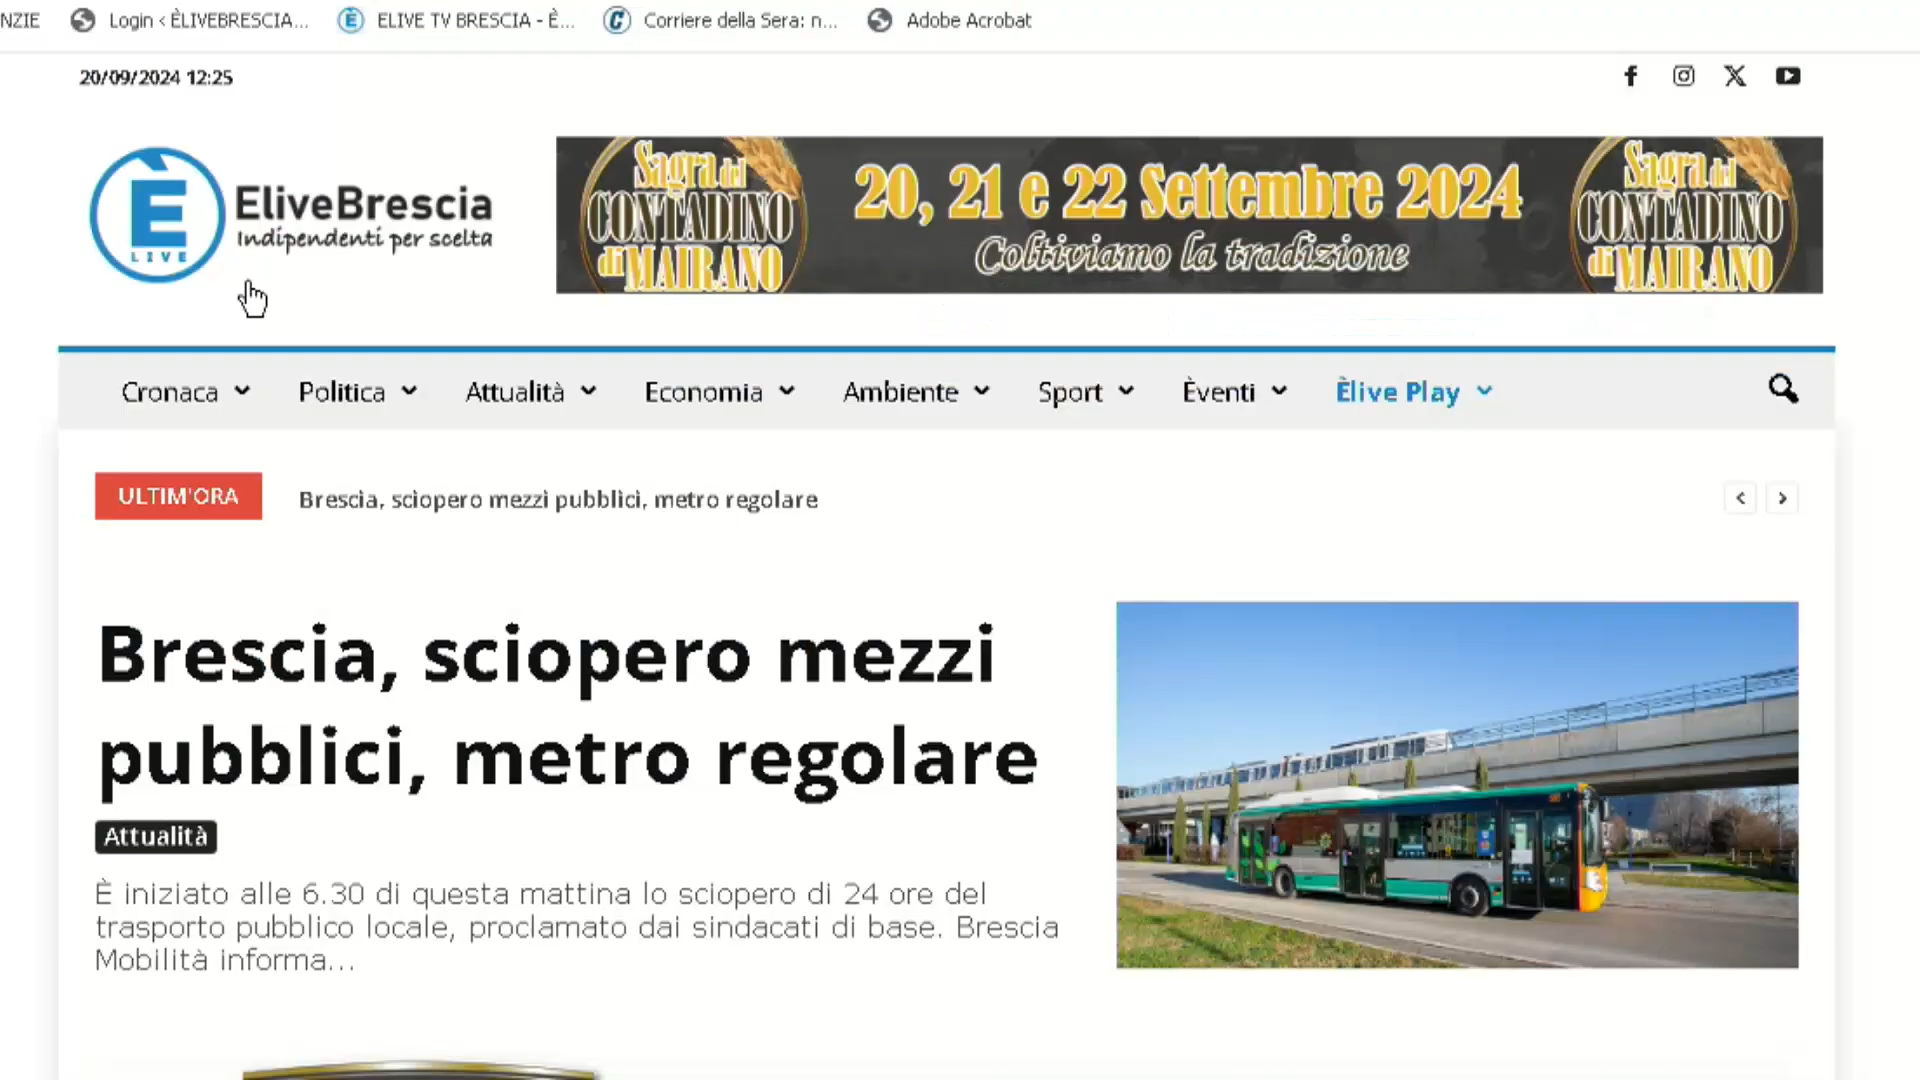 NZIE
Login ‹ ÈLIVEBRESCIA...
ELIVE TV BRESCIA - È...
Corriere della Sera: n...
Adobe Acrobat
20/09/2024 12:25
È
LIVE
EliveBrescia
Indipendenti per scelta
Sagra del
CONTADINO
di MAIRANO
20, 21 e 22 Settembre 2024
Coltiviamo la tradizione
Sagra del
CONTADINO
di MAIRANO
Cronaca
Politica
Attualità
Economia
Ambiente
Sport
Èventi
Èlive Play
ULTIM'ORA
Brescia, sciopero mezzi pubblici, metro regolare
Brescia, sciopero mezzi
pubblici, metro regolare
Attualità
È iniziato alle 6.30 di questa mattina lo sciopero di 24 ore del
trasporto pubblico locale, proclamato dai sindacati di base. Brescia
Mobilità informa...